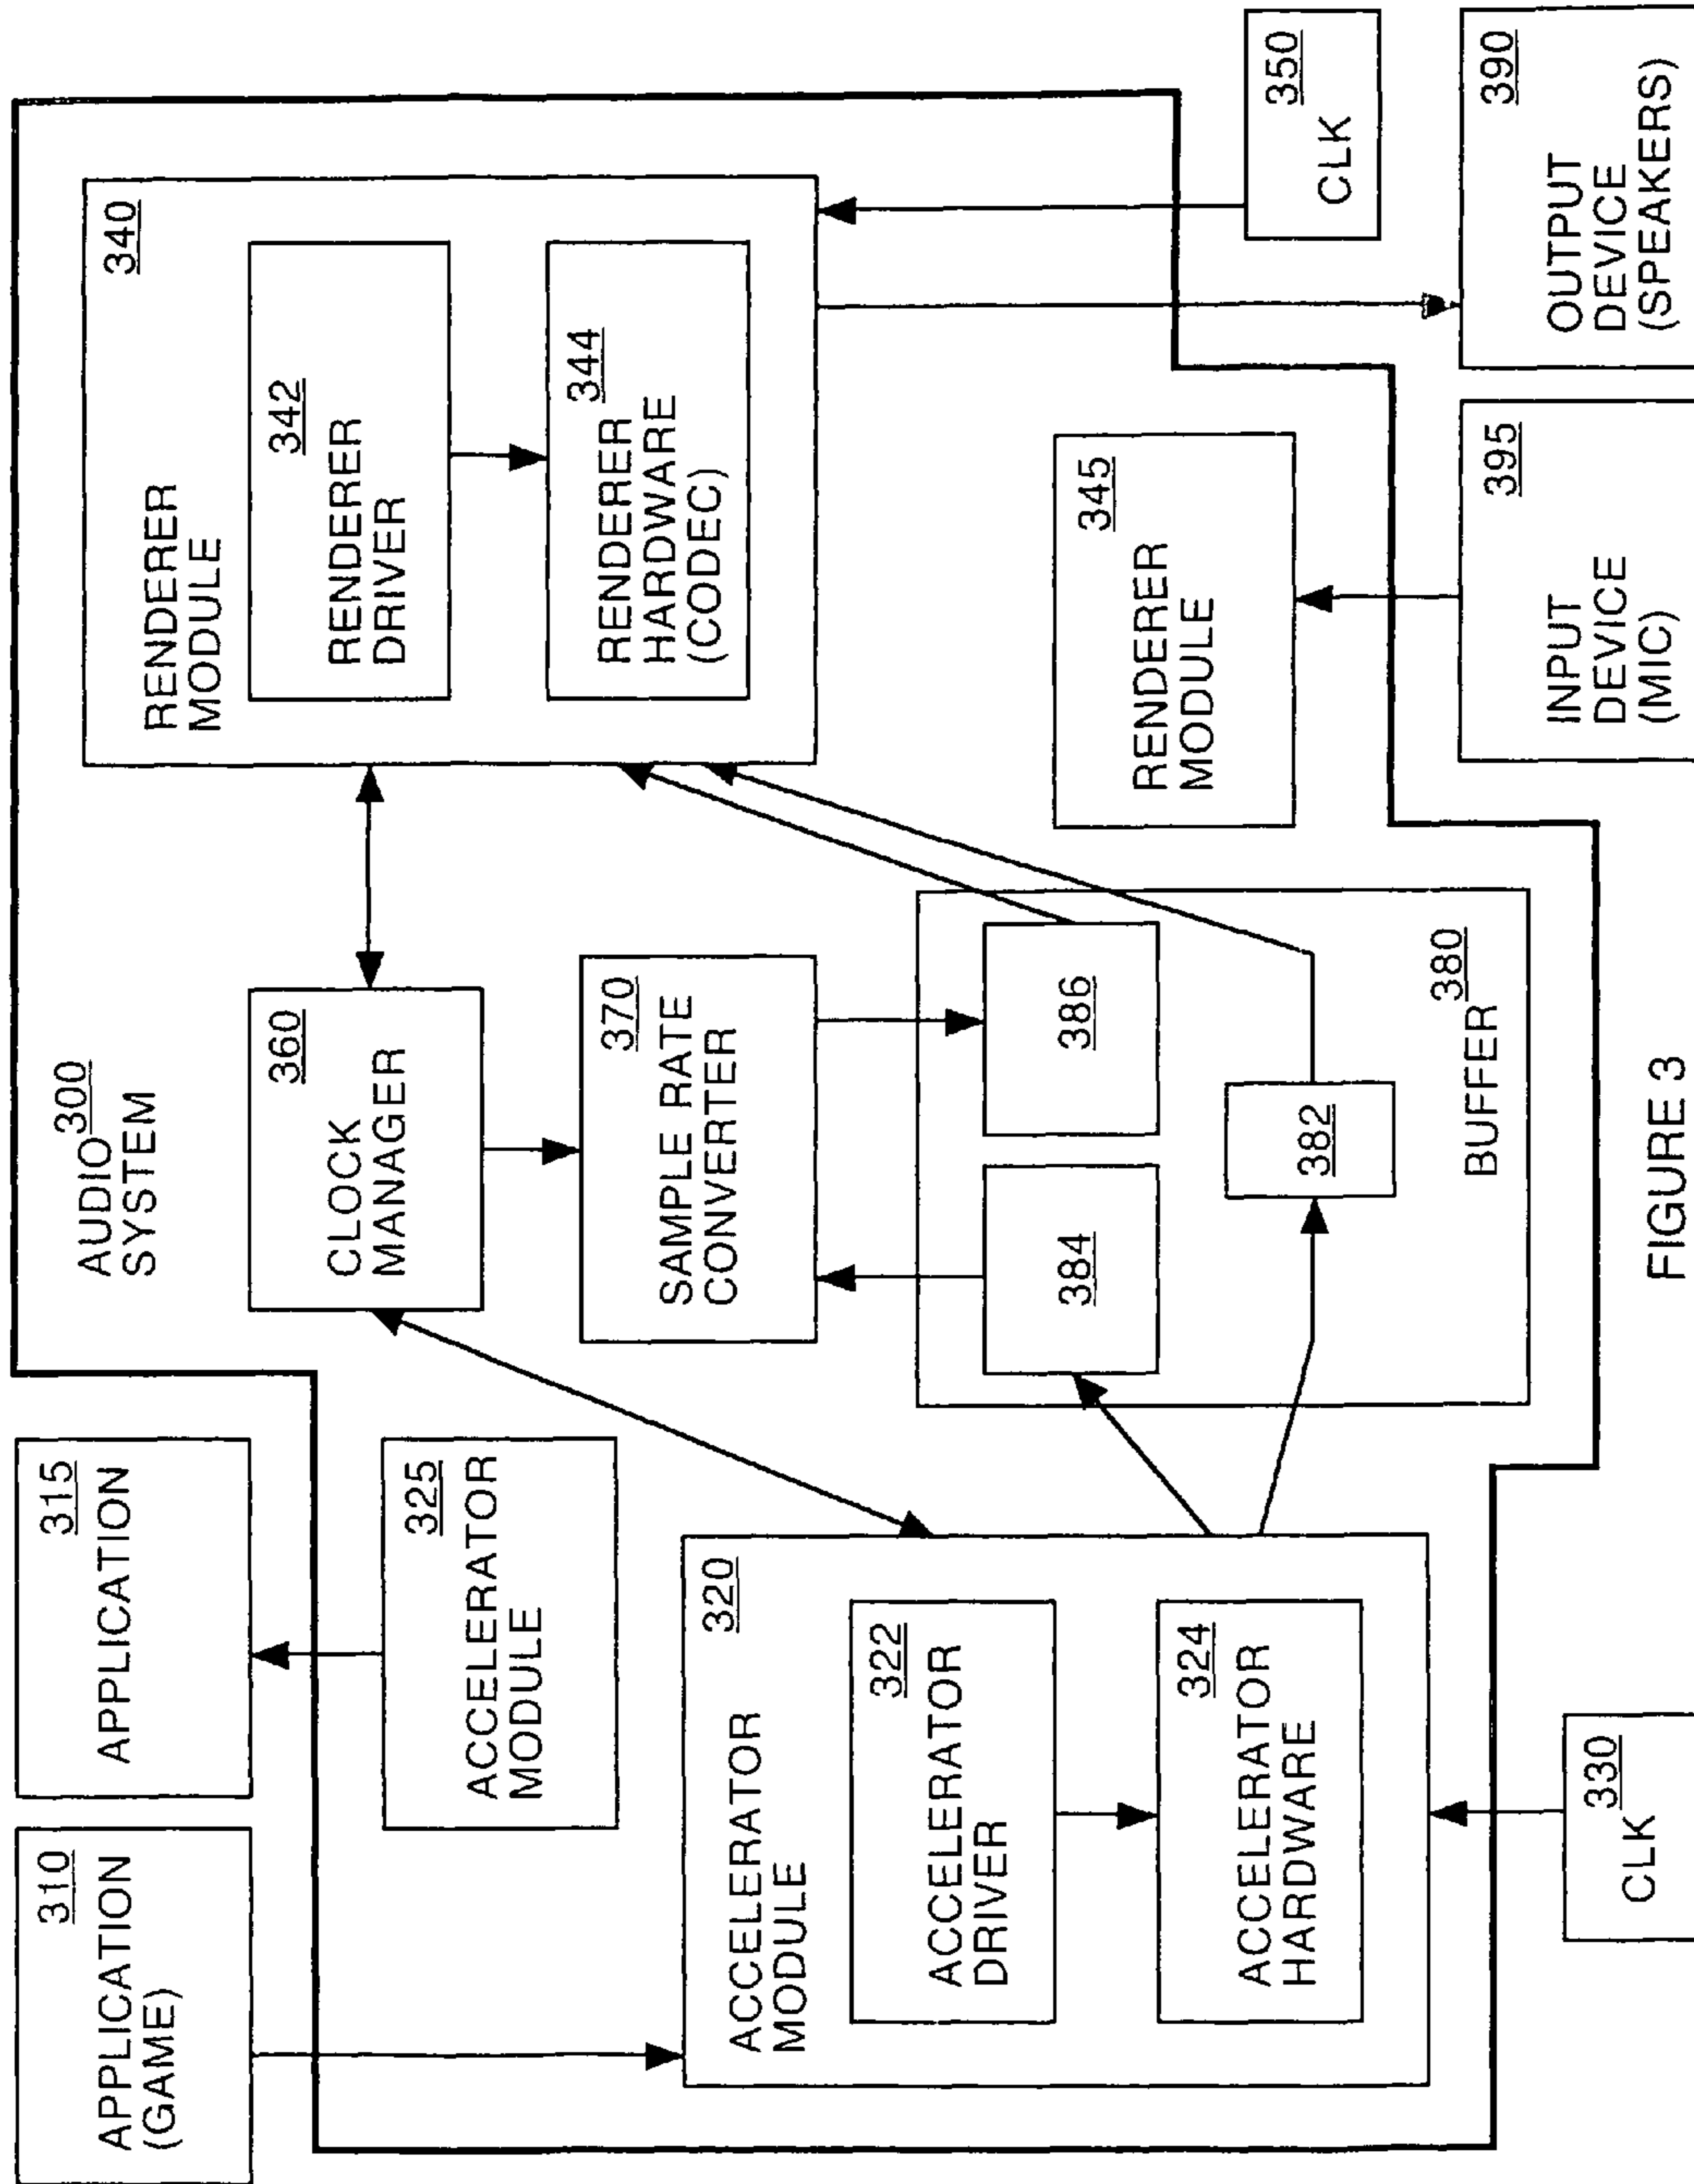 310
APPLICATION
(GAME)
315
APPLICATION
AUDIO 300
SYSTEM
325
ACCELERATOR
MODULE
320
ACCELERATOR
MODULE
322
ACCELERATOR
DRIVER
324
ACCELERATOR
HARDWARE
330
CLK
360
CLOCK
MANAGER
370
SAMPLE RATE
CONVERTER
384
386
382
380
BUFFER
340
RENDERER
MODULE
342
RENDERER
DRIVER
344
RENDERER
HARDWARE
(CODEC)
345
RENDERER
MODULE
350
CLK
395
INPUT
DEVICE
(MIC)
390
OUTPUT
DEVICE
(SPEAKERS)
FIGURE 3